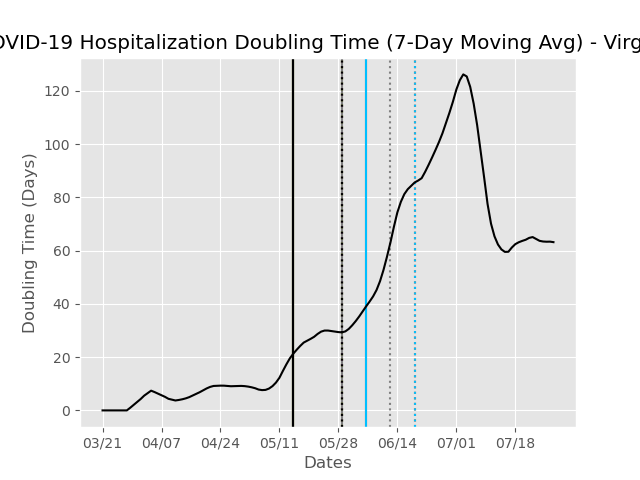 OVID-19 Hospitalization Doubling Time (7-Day Moving Avg) - Virg
120
100
80
60
40
20
0
Doubling Time (Days)
03/21 04/07 04/24 05/11 05/28 06/14 07/01 07/18
Dates